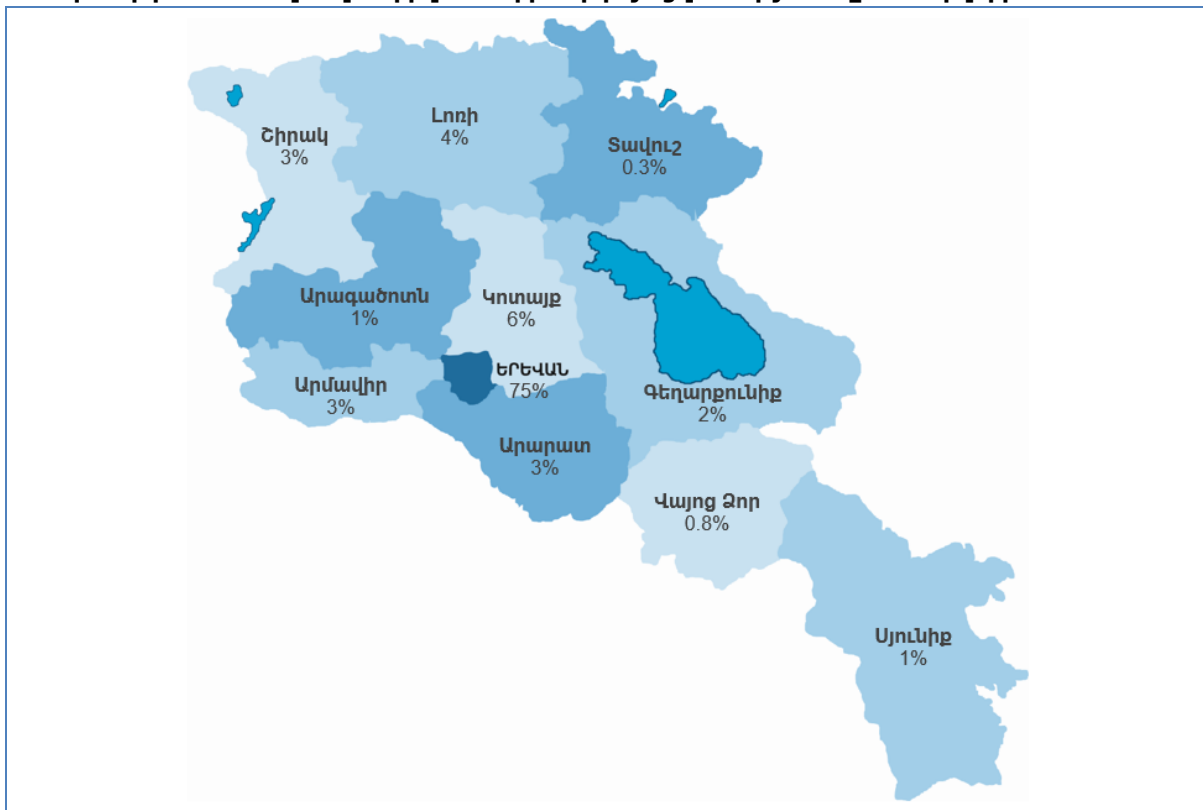 Լոռի
4%
Շիրակ
3%
Տավուշ
0.3%
Արագածոտն
1%
Կոտայք
6%
ԵՐԵՎԱՆ
75%
Արմավիր
3%
Գեղարքունիք
2%
Արարատ
3%
Վայոց Ձոր
0.8%
Սյունիք
1%